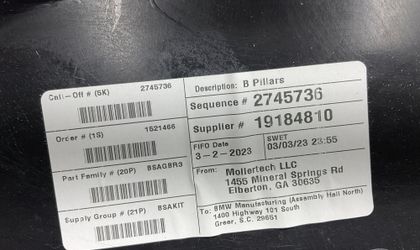 Call-Off # (5K) 2745736
Order # (1S) 1521466
Part Family # (20P) BSAGBR3
Supply Group # (21P) BSAKIT
Description: B Pillars
Sequence # 2745736
Supplier # 19184810
FIFO Date SWET
3-2-2023 03/03/23 23:55
From: Mollertech LLC
1455 Mineral Springs Rd
Elberton, GA 30635
To: BMW Manufacturing (Assembly Hall North)
1400 Highway 101 South
Greer, S.C. 29651